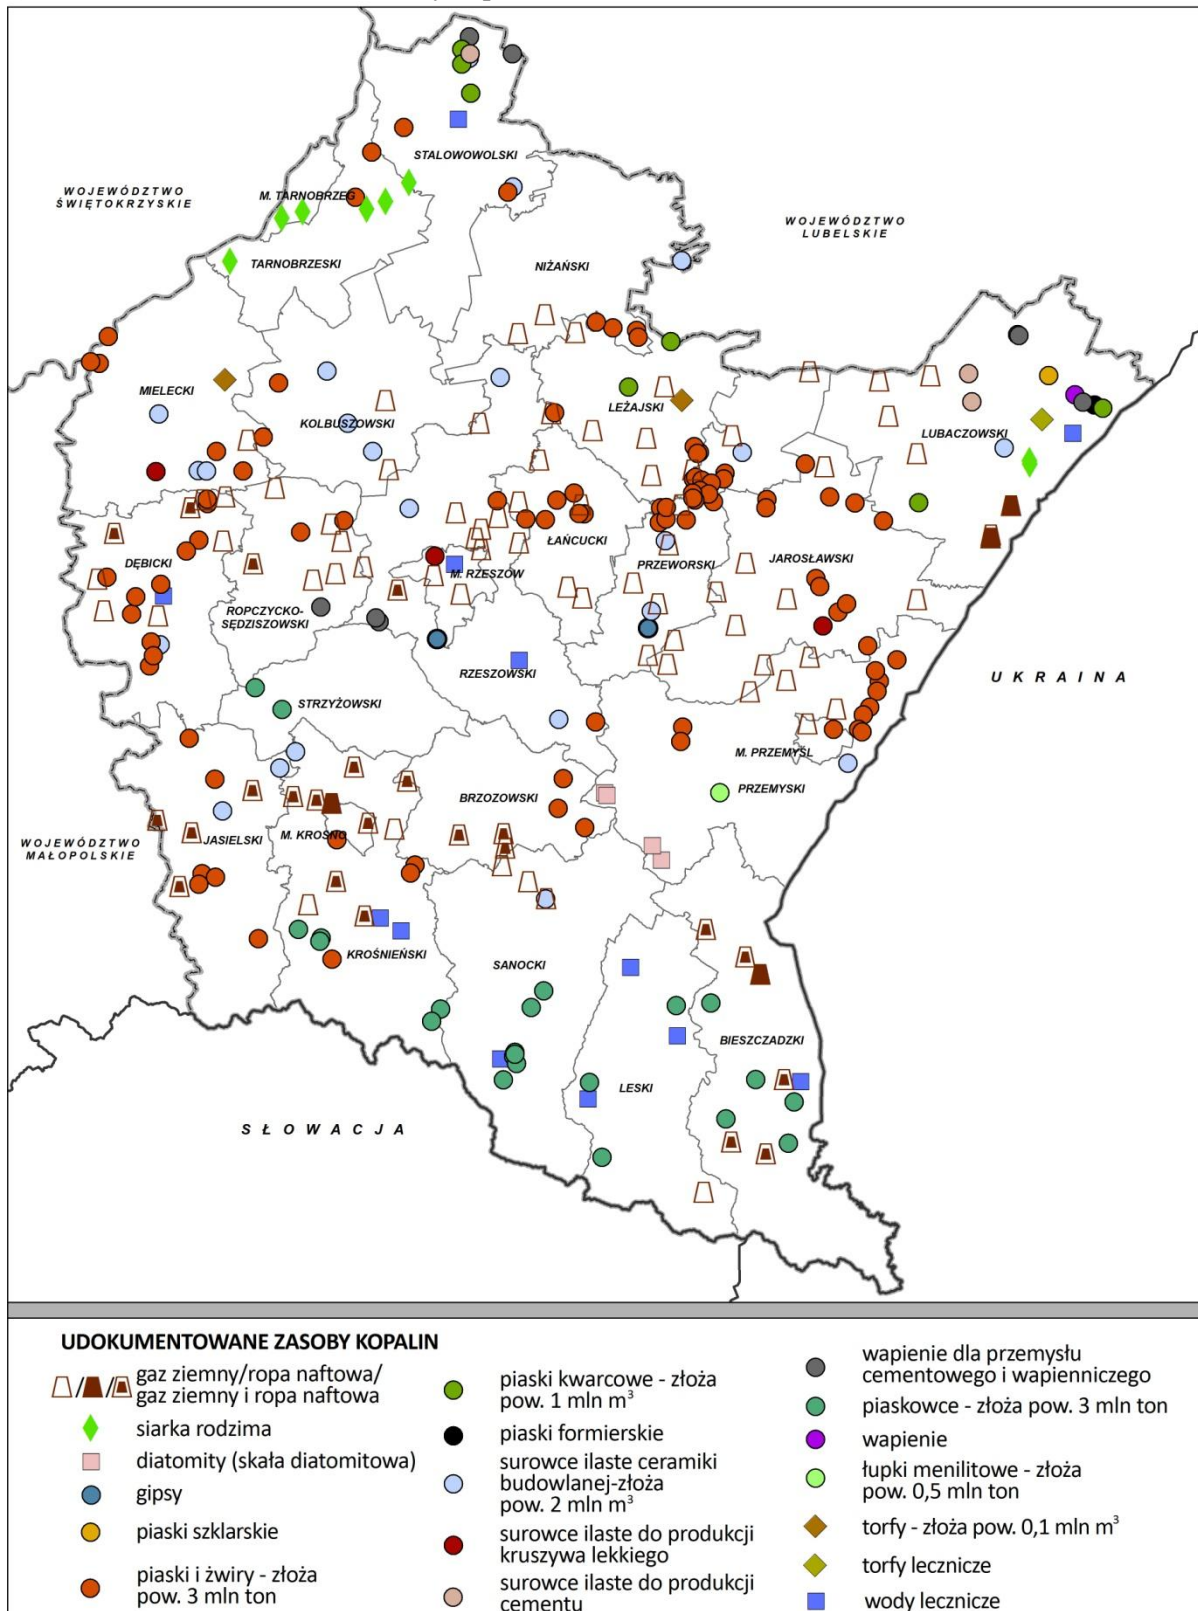 STALOWOWOLSKI
WOJEWÓDZTWO
ŚWIĘTOKRZYSKIE
M. TARNOBRZEG
WOJEWÓDZTWO
LUBELSKIE
TARNOBRZESKI
NIŻAŃSKI
MIELECKI
KOLBUSZOWSKI
LEŻAJSKI
LUBACZOWSKI
DĘBICKI
ŁAŃCUCKI
PRZEWORSKI
JAROSŁAWSKI
M. RZESZÓW
ROPCZYCKO-
SĘDZISZOWSKI
RZESZOWSKI
UKRAINA
STRZYŻOWSKI
M. PRZEMYŚL
PRZEMYSKI
BRZOZOWSKI
WOJEWÓDZTWO
MAŁOPOLSKIE
JASIELSKI
M. KROSNO
KROŚNIEŃSKI
SANOCKI
BIESZCZADZKI
LESKI
SŁOWACJA
UDOKUMENTOWANE ZASOBY KOPALIN
gaz ziemny/ropa naftowa/
gaz ziemny i ropa naftowa
siarka rodzima
diatomity (skała diatomitowa)
gipsy
piaski szklarskie
piaski i żwiry - złoża
pow. 3 mln ton
piaski kwarcowe - złoża
pow. 1 mln m³
piaski formierskie
surowce ilaste ceramiki
budowlanej-złoża
pow. 2 mln m³
surowce ilaste do produkcji
kruszywa lekkiego
surowce ilaste do produkcji
cementu
wapienie dla przemysłu
cementowego i wapienniczego
piaskowce - złoża pow. 3 mln ton
wapienie
łupki menilitowe - złoża
pow. 0,5 mln ton
torfy - złoża pow. 0,1 mln m³
torfy lecznicze
wody lecznicze